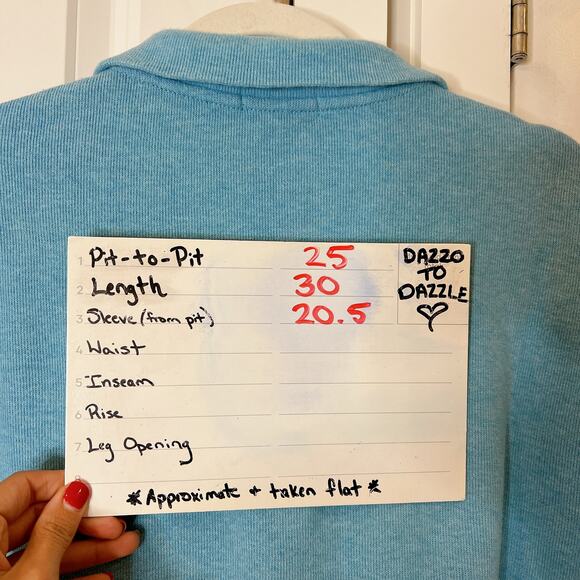 1 Pit-to-Pit 25
2 Length 30
3 Sleeve (from pit) 20.5
4 Waist
5 Inseam
6 Rise
7 Leg Opening
8
*Approximate + taken flat*
DAZZO
TO
DAZZLE